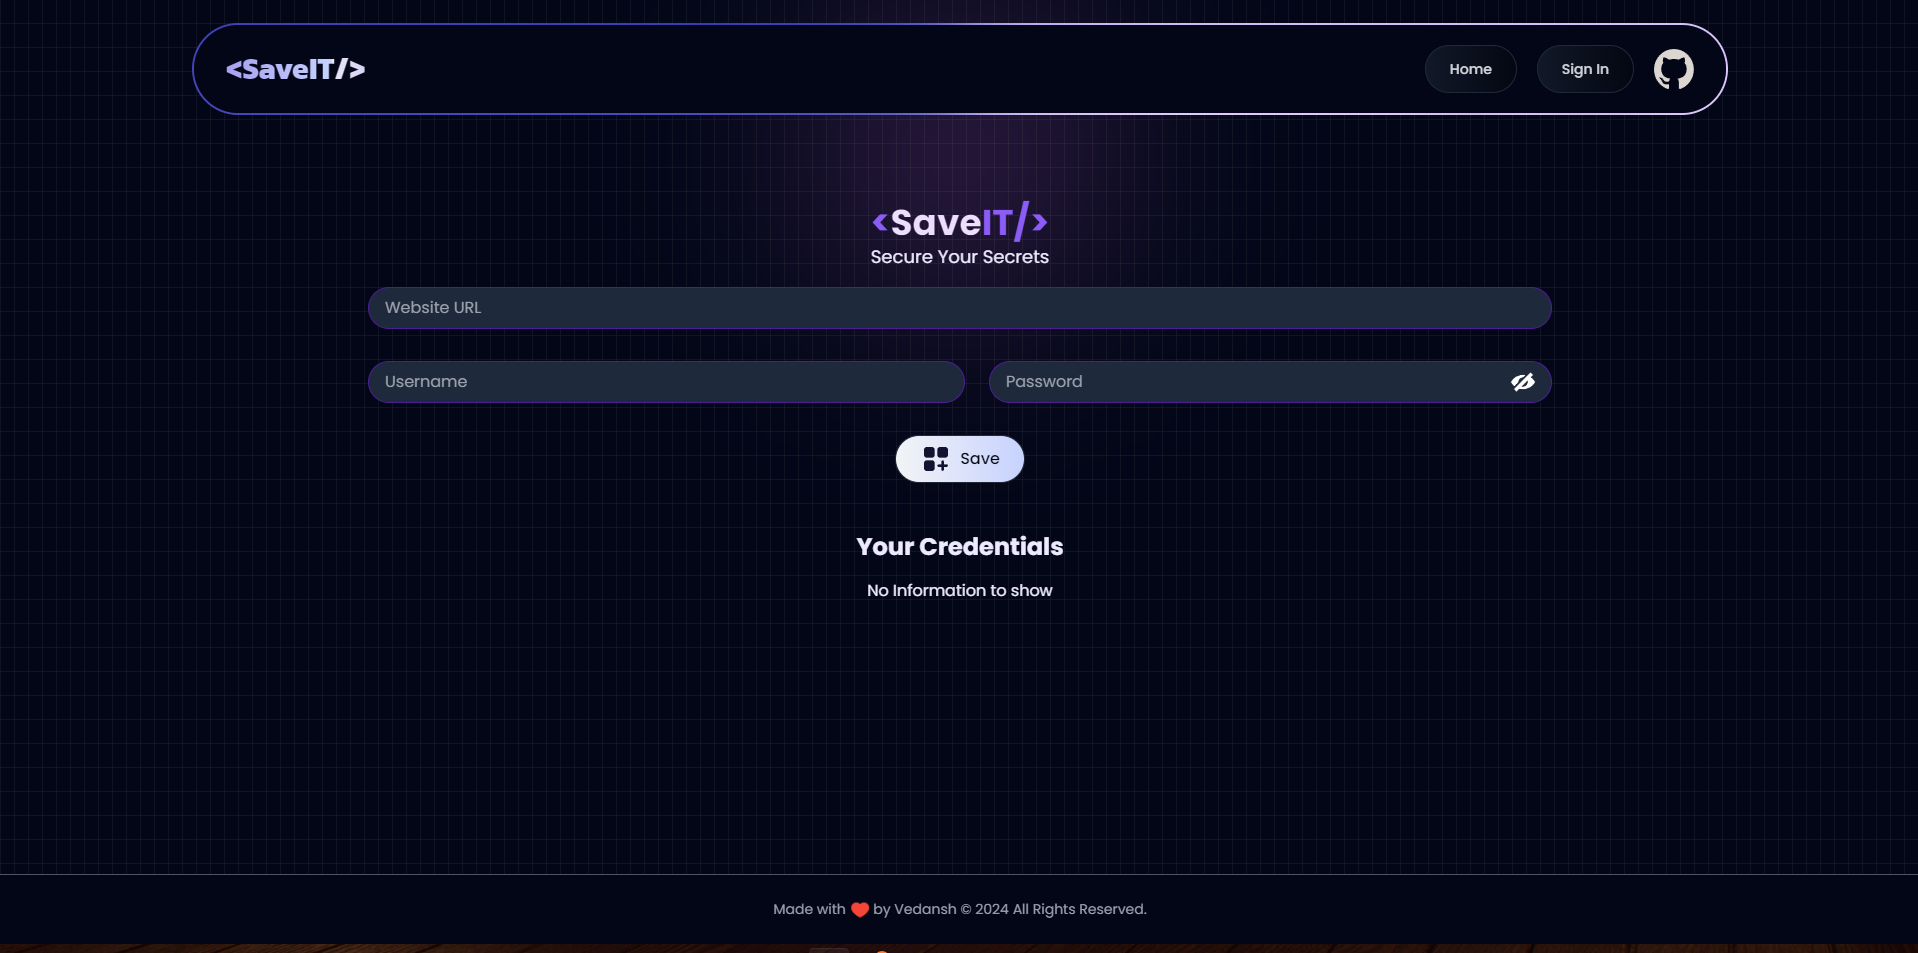 <SaveIT/>
Home
Sign In
<SaveIT/>
Secure Your Secrets
Website URL
Username
Password
Save
Your Credentials
No Information to show
Made with ❤️ by Vedansh © 2024 All Rights Reserved.